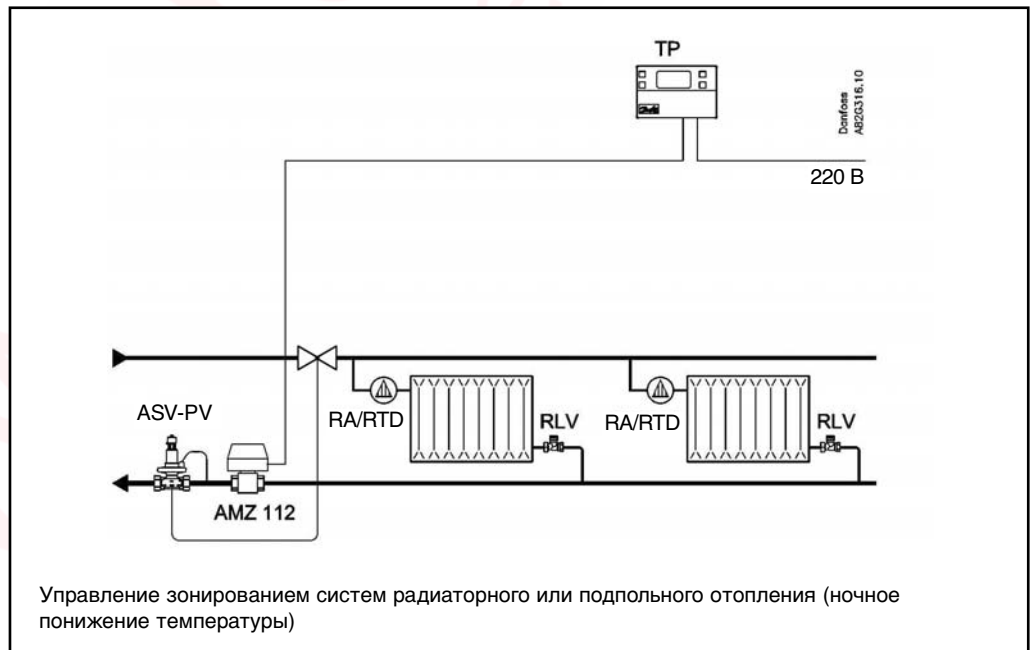 TP
Danfoss
AB2G316.10
220 В
ASV-PV
RA/RTD
RLV
RA/RTD
RLV
AMZ 112
Управление зонированием систем радиаторного или подпольного отопления (ночное
понижение температуры)